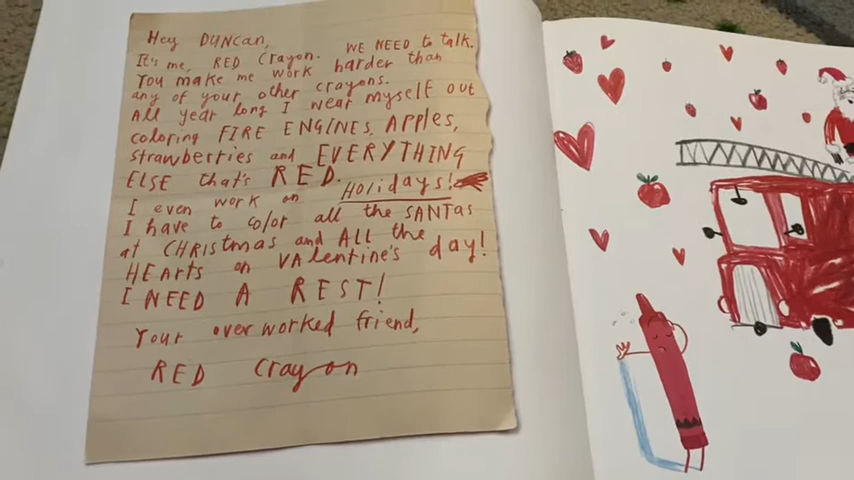 Hey DUNCan,
It's me, RED Crayon. WE NEED to talk.
You make me work harder than
any of your other crayons.
All year long I wear myselF out
coloring FIRE ENGINES, APPles,
strawberries and EVERYTHING
ELSE that's RED.
I even work on HOlidays!
I have to color all the SANTas
at CHRistmas and ALL the
HEARts on VAlentine's day!
I NEED A REST!
Your overworked friend,
RED Crayon